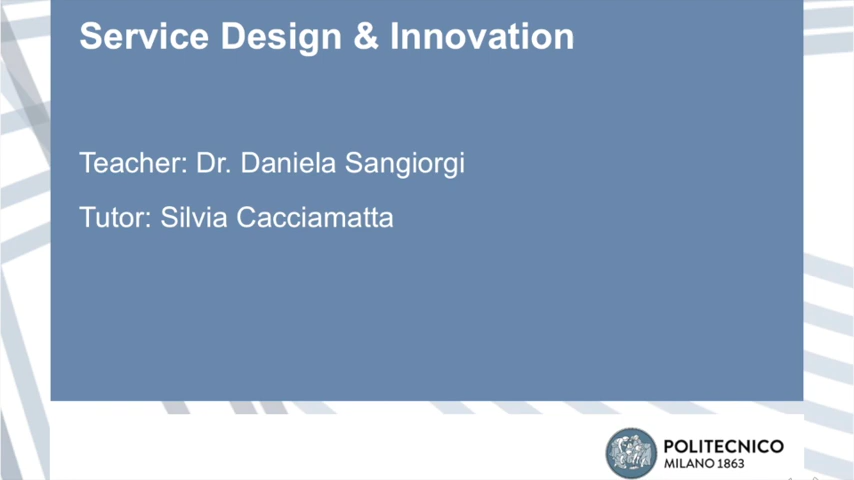 Service Design & Innovation
Teacher: Dr. Daniela Sangiorgi
Tutor: Silvia Cacciamatta
POLITECNICO
MILANO 1863